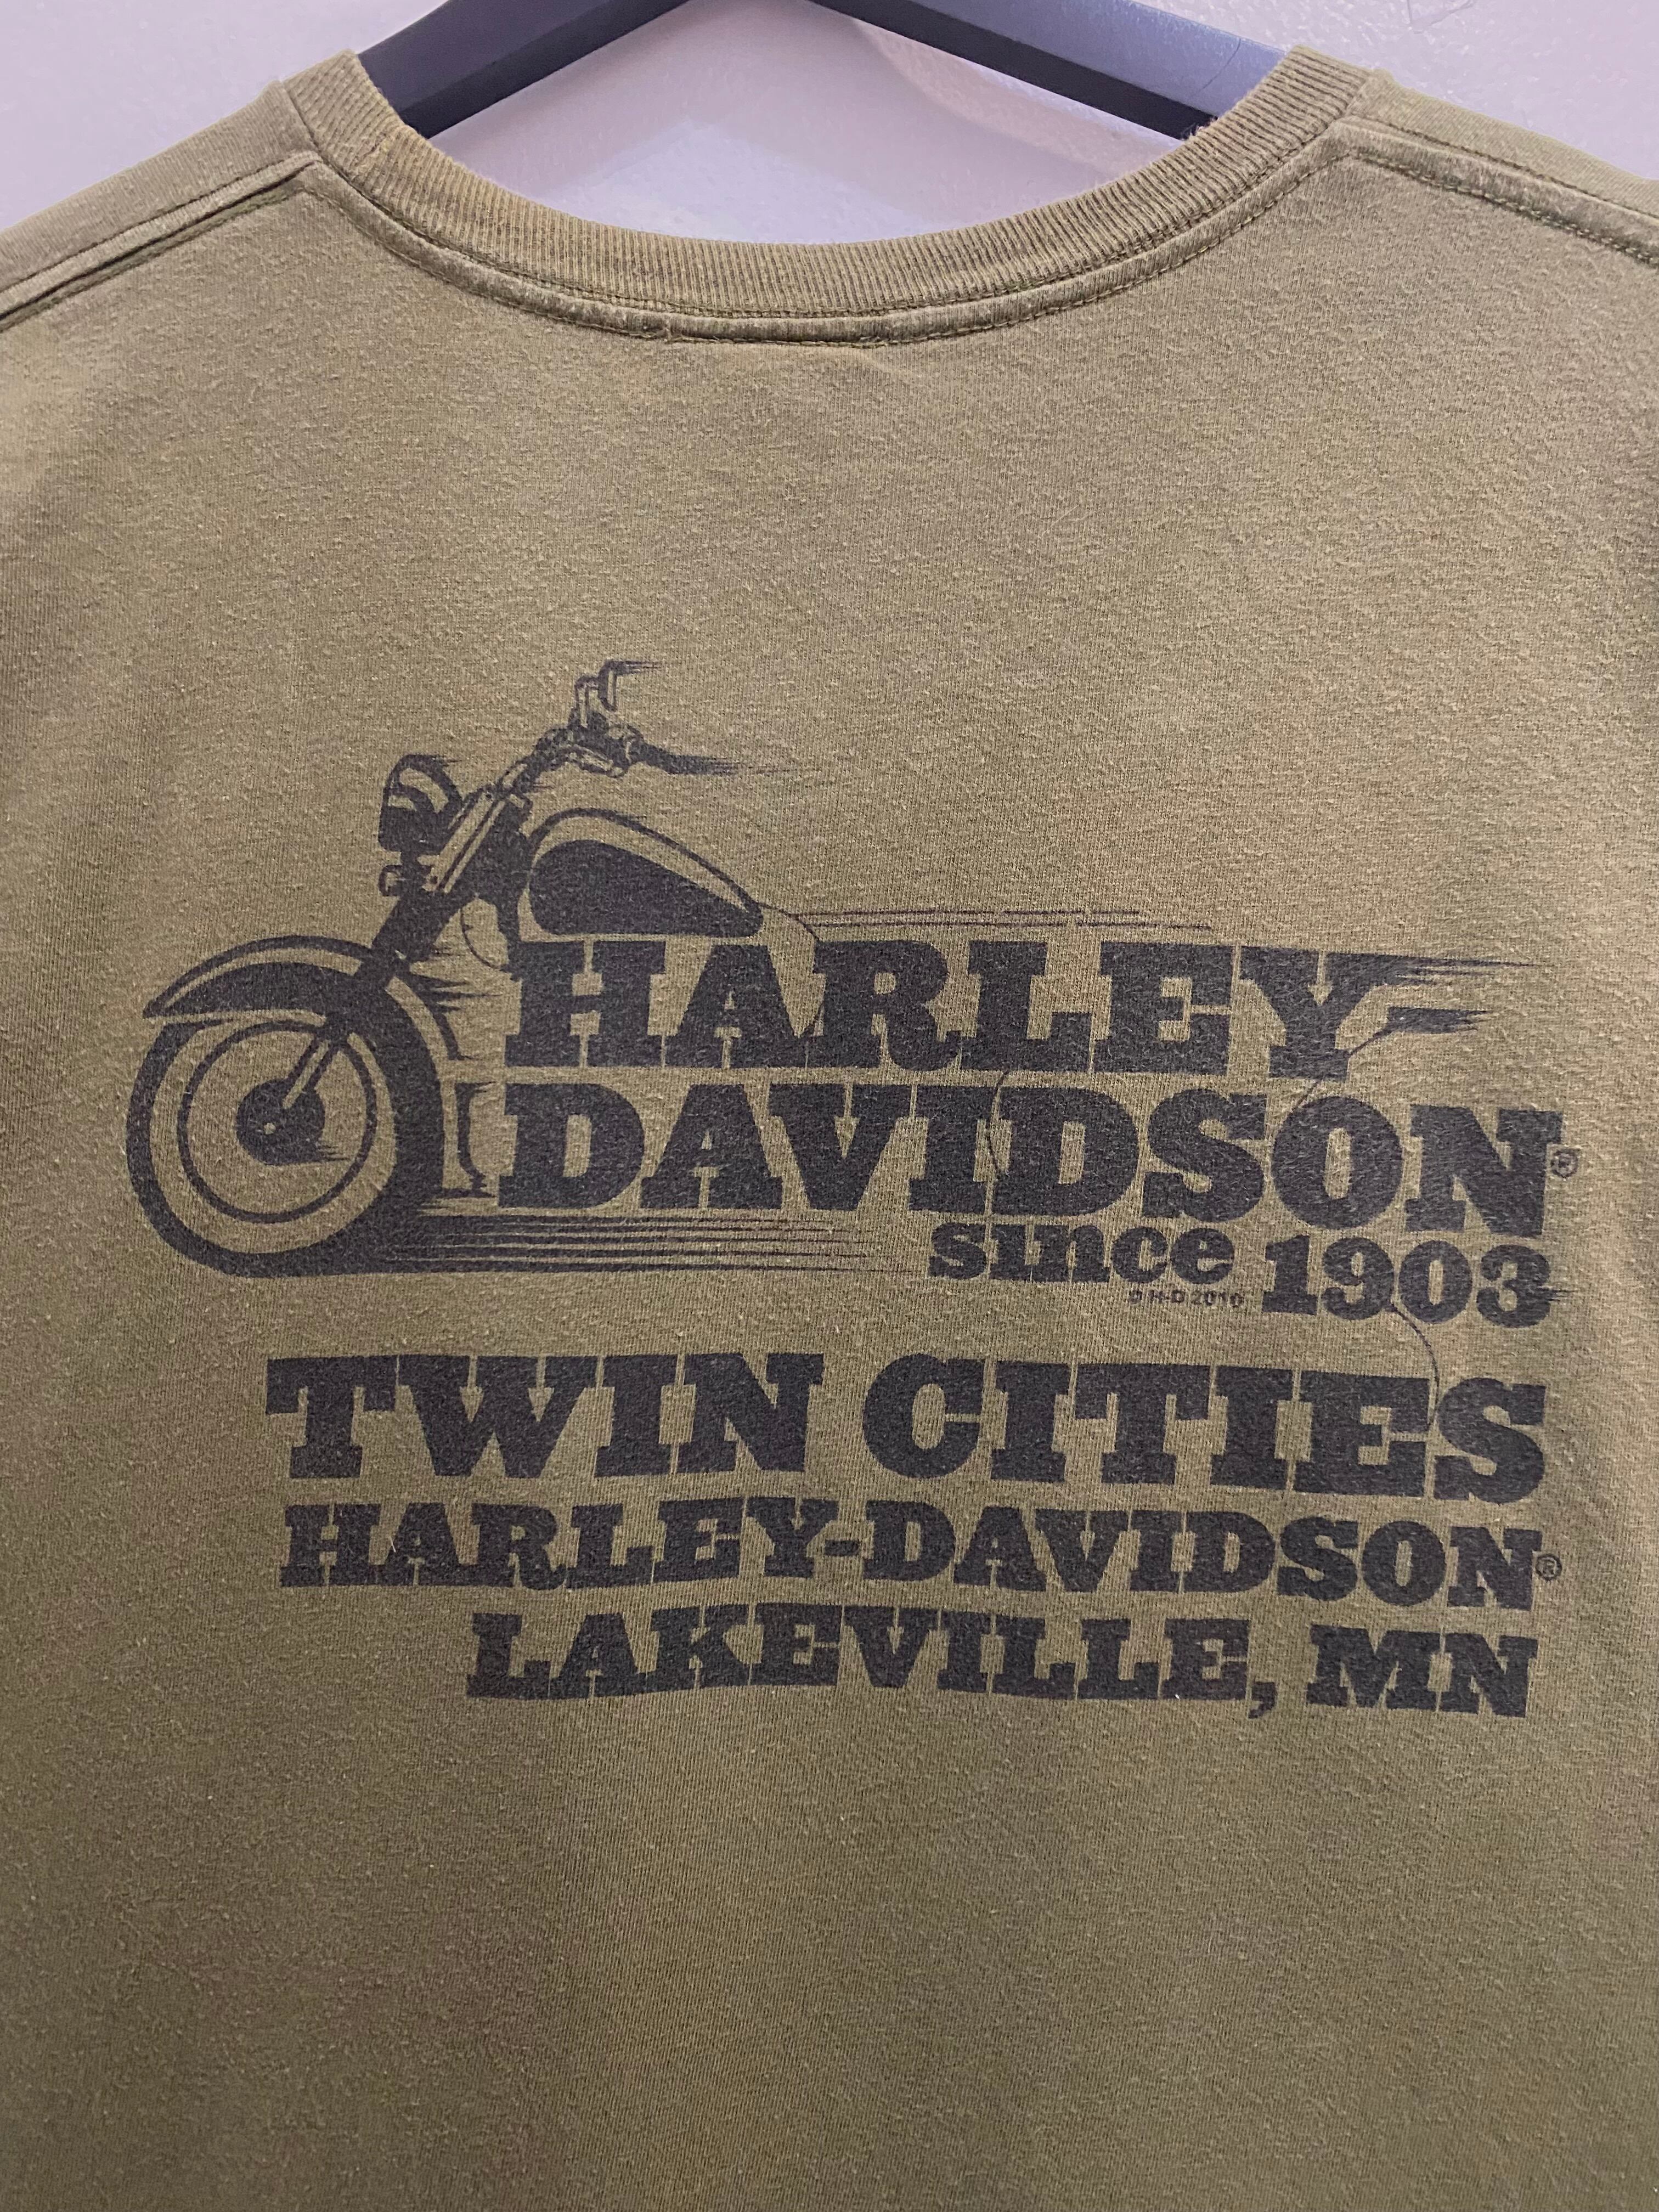 HARLEY
DAVIDSON®
since 1903
© H-D 2010
TWIN CITIES
HARLEY-DAVIDSON®
LAKEVILLE, MN